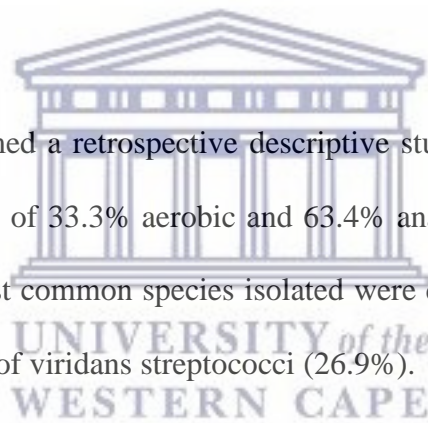 ned a retrospective descriptive stu
of 33.3% aerobic and 63.4% an
st common species isolated were
UNIVERSITY of the
of viridans streptococci (26.9%).
WESTERN CAPE